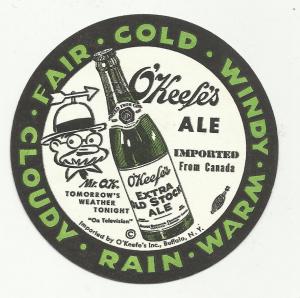 FAIR · COLD · WINDY · WARM · RAIN · CLOUDY ·
O'Keefe's
ALE
IMPORTED
From Canada
Mr. O.K.
TOMORROW'S
WEATHER
TONIGHT
"On Television"
O'Keefe's
EXTRA
OLD STOCK
ALE
©
Imported by O'Keefe's Inc., Buffalo, N.Y.